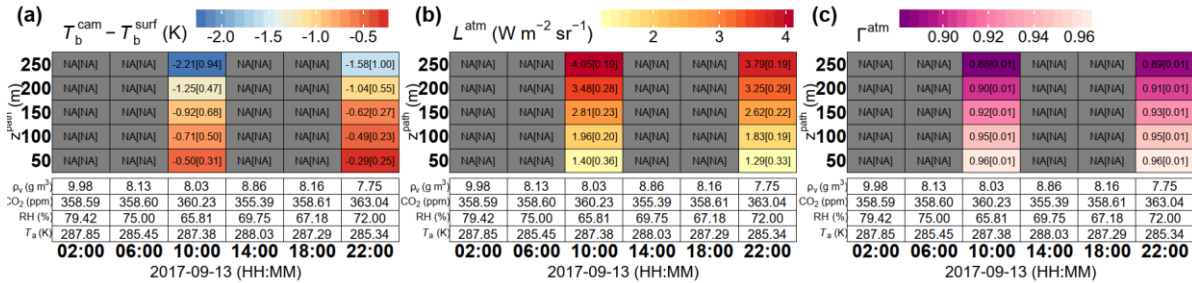 (a) T_b^cam − T_b^surf (K) -2.0 -1.5 -1.0 -0.5
250 NA[NA] NA[NA] -2.21[0.94] NA[NA] NA[NA] -1.58[1.00]
200 NA[NA] NA[NA] -1.25[0.47] NA[NA] NA[NA] -1.04[0.55]
150 NA[NA] NA[NA] -0.92[0.68] NA[NA] NA[NA] -0.62[0.27]
100 NA[NA] NA[NA] -0.71[0.50] NA[NA] NA[NA] -0.49[0.23]
50 NA[NA] NA[NA] -0.50[0.31] NA[NA] NA[NA] -0.29[0.25]
z^path (m)
ρ_v (g m³) 9.98 8.13 8.03 8.86 8.16 7.75
CO₂ (ppm) 358.59 358.60 360.23 355.39 358.61 363.04
RH (%) 79.42 75.00 65.81 69.75 67.18 72.00
T_a (K) 287.85 285.45 287.38 288.03 287.29 285.34
02:00 06:00 10:00 14:00 18:00 22:00
2017-09-13 (HH:MM)
(b) L^atm (W m⁻² sr⁻¹) 2 3 4
250 NA[NA] NA[NA] 4.05[0.19] NA[NA] NA[NA] 3.79[0.19]
200 NA[NA] NA[NA] 3.48[0.28] NA[NA] NA[NA] 3.25[0.29]
150 NA[NA] NA[NA] 2.81[0.23] NA[NA] NA[NA] 2.62[0.22]
100 NA[NA] NA[NA] 1.96[0.20] NA[NA] NA[NA] 1.83[0.19]
50 NA[NA] NA[NA] 1.40[0.36] NA[NA] NA[NA] 1.29[0.33]
z^path (m)
ρ_v (g m³) 9.98 8.13 8.03 8.86 8.16 7.75
CO₂ (ppm) 358.59 358.60 360.23 355.39 358.61 363.04
RH (%) 79.42 75.00 65.81 69.75 67.18 72.00
T_a (K) 287.85 285.45 287.38 288.03 287.29 285.34
02:00 06:00 10:00 14:00 18:00 22:00
2017-09-13 (HH:MM)
(c) Γ^atm 0.90 0.92 0.94 0.96
250 NA[NA] NA[NA] 0.88[0.01] NA[NA] NA[NA] 0.89[0.01]
200 NA[NA] NA[NA] 0.90[0.01] NA[NA] NA[NA] 0.91[0.01]
150 NA[NA] NA[NA] 0.92[0.01] NA[NA] NA[NA] 0.93[0.01]
100 NA[NA] NA[NA] 0.95[0.01] NA[NA] NA[NA] 0.95[0.01]
50 NA[NA] NA[NA] 0.96[0.01] NA[NA] NA[NA] 0.96[0.01]
z^path (m)
ρ_v (g m³) 9.98 8.13 8.03 8.86 8.16 7.75
CO₂ (ppm) 358.59 358.60 360.23 355.39 358.61 363.04
RH (%) 79.42 75.00 65.81 69.75 67.18 72.00
T_a (K) 287.85 285.45 287.38 288.03 287.29 285.34
02:00 06:00 10:00 14:00 18:00 22:00
2017-09-13 (HH:MM)